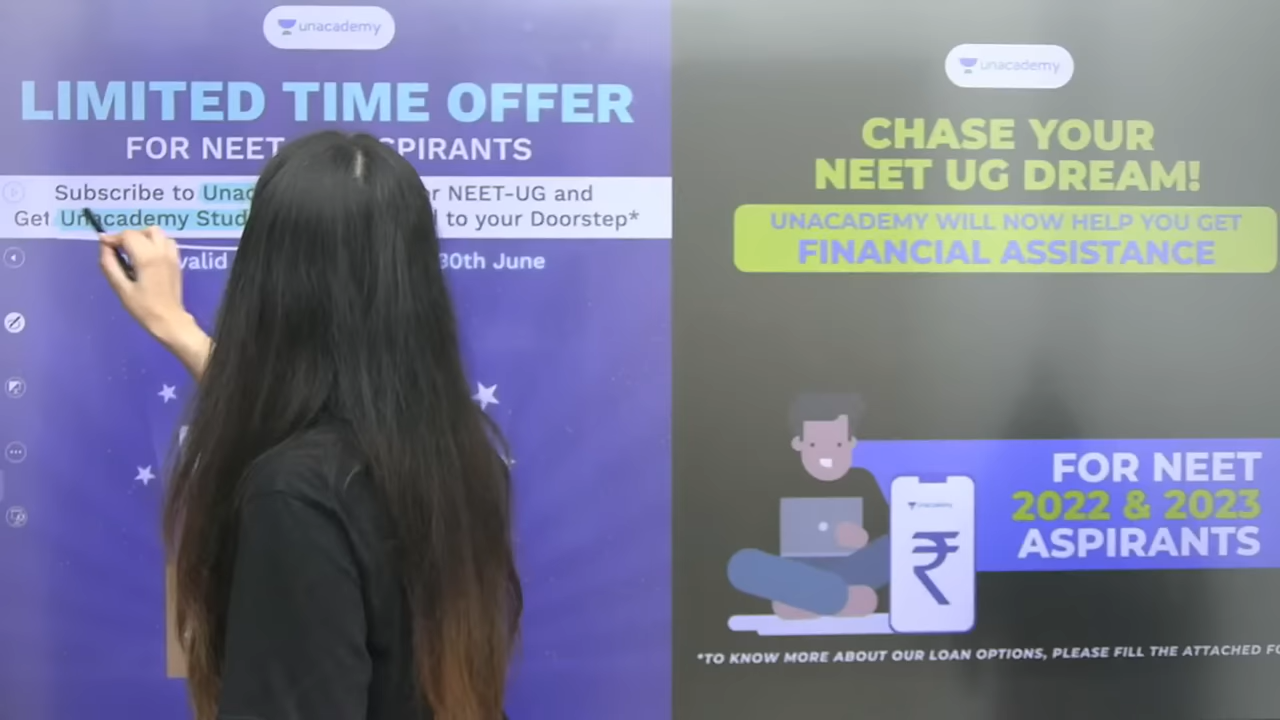 unacademy
LIMITED TIME OFFER
FOR NEET SPIRANTS
Subscribe to Unac r NEET-UG and
Get Unacademy Stud to your Doorstep*
valid 30th June
unacademy
CHASE YOUR
NEET UG DREAM!
UNACADEMY WILL NOW HELP YOU GET
FINANCIAL ASSISTANCE
FOR NEET
2022 & 2023
ASPIRANTS
unacademy
₹
*TO KNOW MORE ABOUT OUR LOAN OPTIONS, PLEASE FILL THE ATTACHED FO